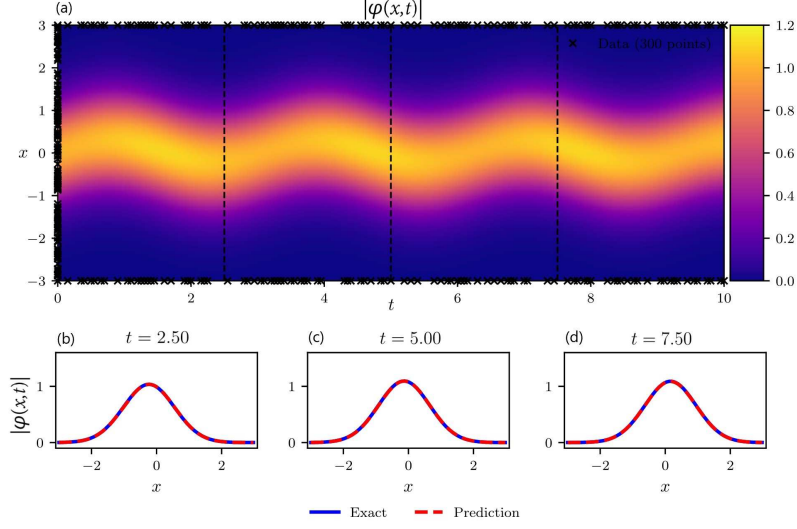 (a) |φ(x,t)|
3
2
1
0
−1
−2
−3
x
× Data (300 points)
1.2
1.0
0.8
0.6
0.4
0.2
0.0
0 2 4 6 8 10
t
(b) t = 2.50
(c) t = 5.00
(d) t = 7.50
|φ(x,t)|
1
0
−2 0 2
x
1
0
−2 0 2
x
1
0
−2 0 2
x
Exact Prediction